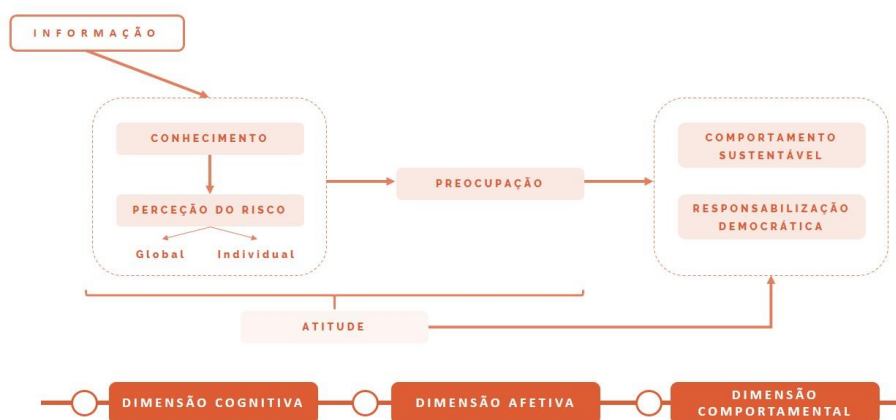 INFORMAÇÃO
CONHECIMENTO
PERCEÇÃO DO RISCO
Global Individual
PREOCUPAÇÃO
COMPORTAMENTO
SUSTENTÁVEL
RESPONSABILIZAÇÃO
DEMOCRÁTICA
ATITUDE
DIMENSÃO COGNITIVA
DIMENSÃO AFETIVA
DIMENSÃO
COMPORTAMENTAL